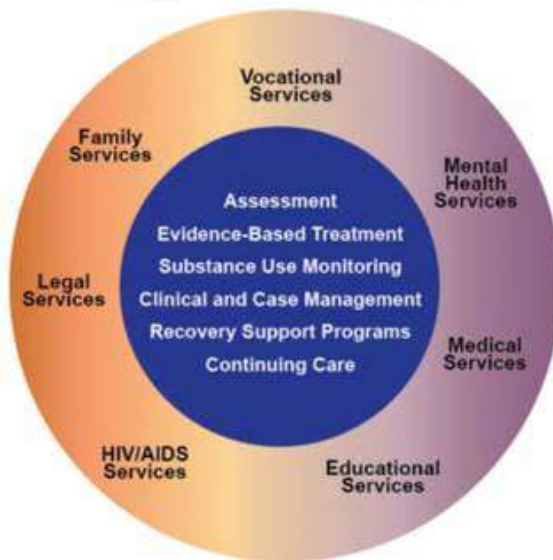 Vocational
Services
Family
Services
Mental
Health
Services
Assessment
Evidence-Based Treatment
Substance Use Monitoring
Clinical and Case Management
Recovery Support Programs
Continuing Care
Legal
Services
Medical
Services
HIV/AIDS
Services
Educational
Services